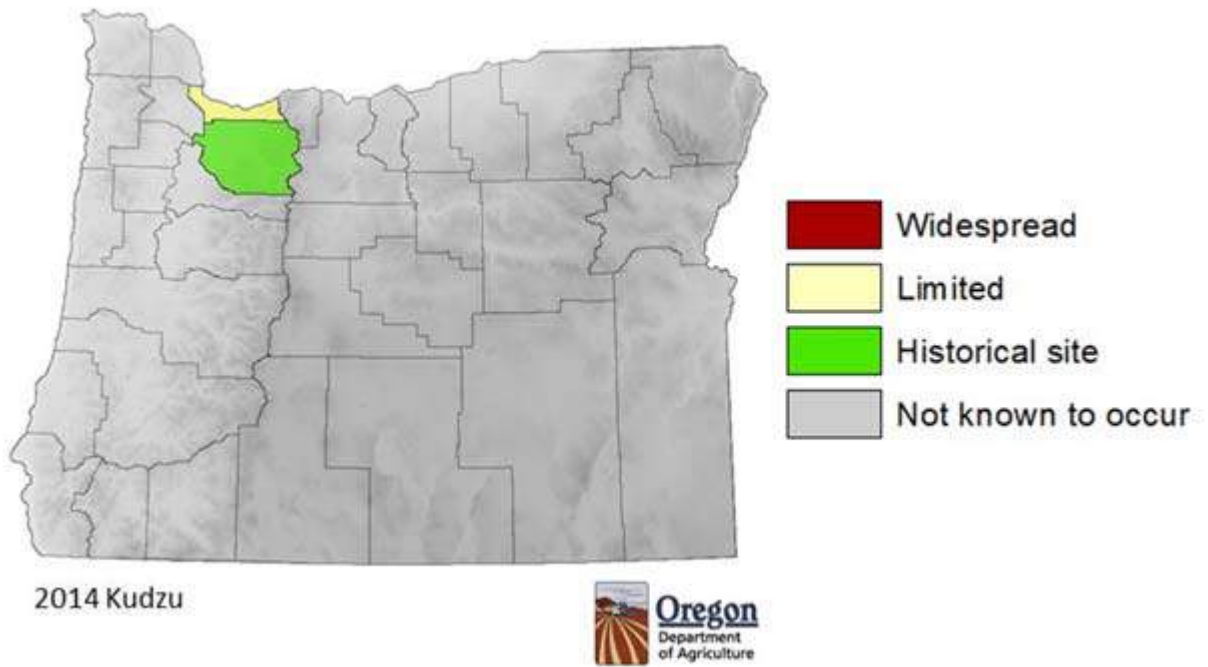 Widespread
Limited
Historical site
Not known to occur
2014 Kudzu
Oregon
Department
of Agriculture